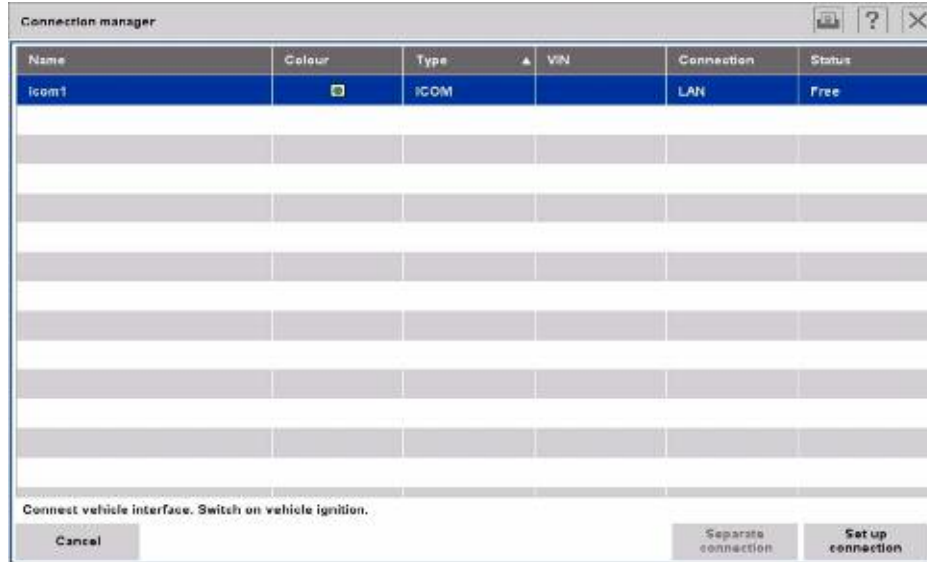 Connection manager ?
Name Colour Type ▲ VIN Connection Status
icom1 ICOM LAN Free
Connect vehicle interface. Switch on vehicle ignition.
Cancel
Separate
connection
Set up
connection